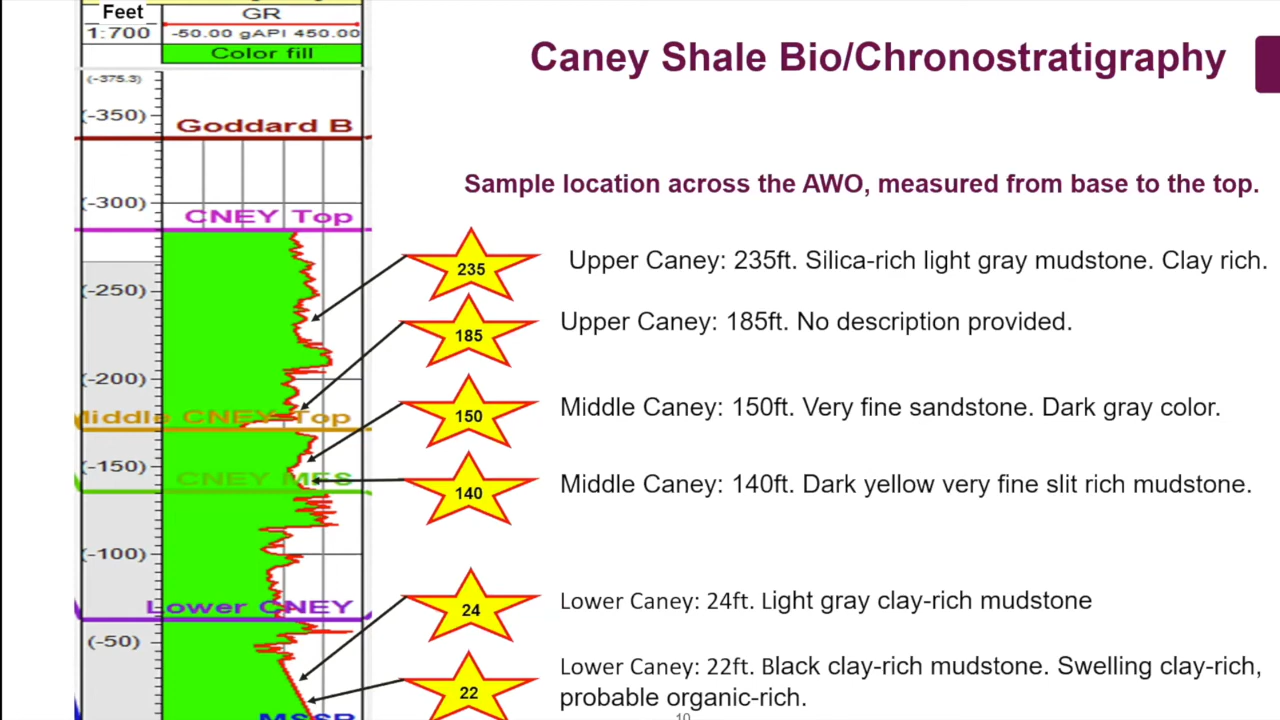 Feet
GR
1:700
-50.00 gAPI 450.00
Color fill
Caney Shale Bio/Chronostratigraphy
(-375.3)
(-350)
Goddard B
Sample location across the AWO, measured from base to the top.
(-300)
CNEY Top
235
Upper Caney: 235ft. Silica-rich light gray mudstone. Clay rich.
(-250)
185
Upper Caney: 185ft. No description provided.
(-200)
Middle CNEY Top
150
Middle Caney: 150ft. Very fine sandstone. Dark gray color.
(-150)
CNEY MFS
140
Middle Caney: 140ft. Dark yellow very fine slit rich mudstone.
(-100)
Lower CNEY
24
Lower Caney: 24ft. Light gray clay-rich mudstone
(-50)
22
Lower Caney: 22ft. Black clay-rich mudstone. Swelling clay-rich,
probable organic-rich.
10